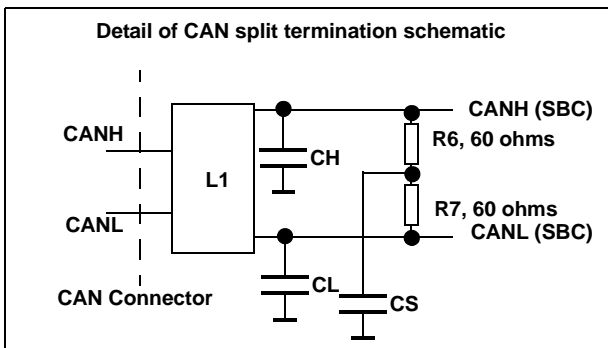 Detail of CAN split termination schematic
CANH
CANH (SBC)
R6, 60 ohms
CH
L1
CANL
R7, 60 ohms
CANL (SBC)
CL
CS
CAN Connector